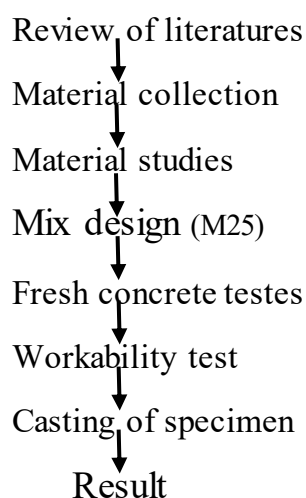 Review of literatures
Material collection
Material studies
Mix design (M25)
Fresh concrete testes
Workability test
Casting of specimen
Result